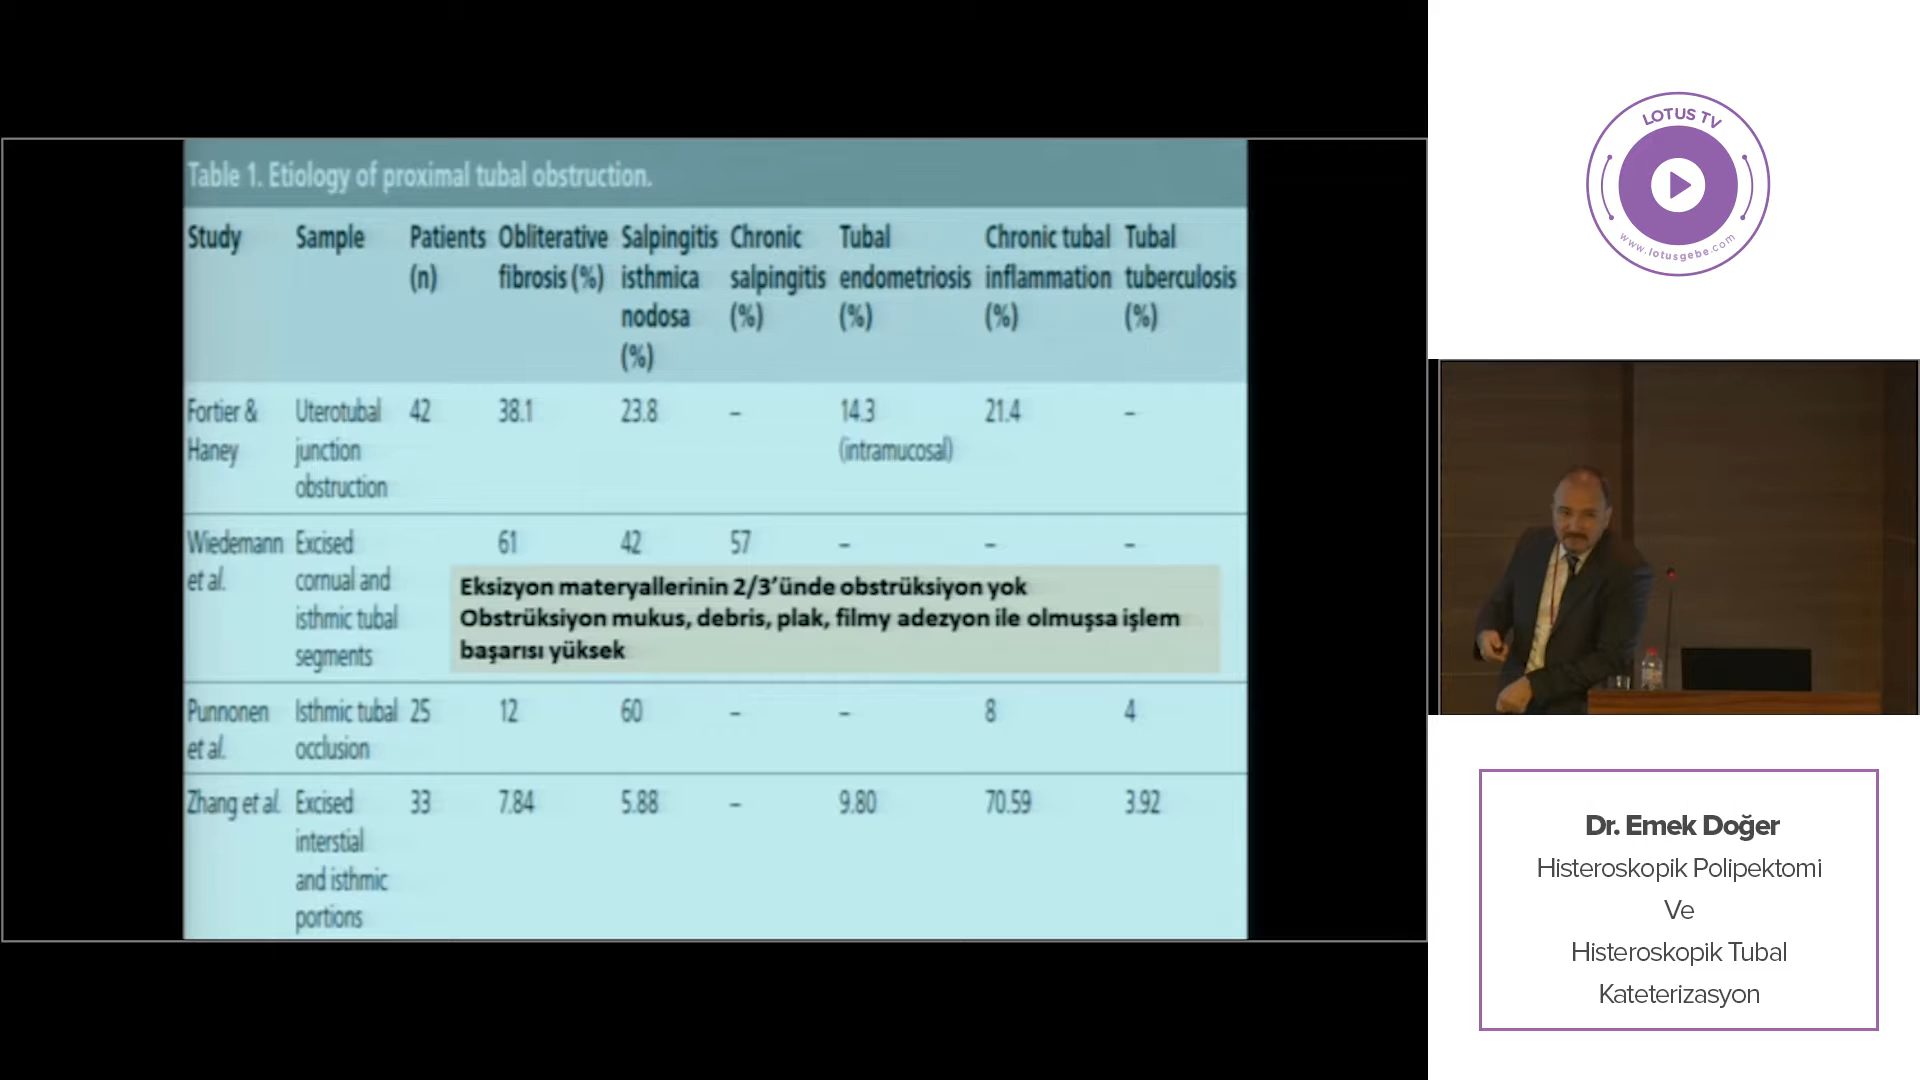 Table 1. Etiology of proximal tubal obstruction.
Study Sample Patients (n) Obliterative fibrosis (%) Salpingitis isthmica nodosa (%) Chronic salpingitis (%) Tubal endometriosis (%) Chronic tubal inflammation (%) Tubal tuberculosis (%)
Fortier & Haney Uterotubal junction obstruction 42 38.1 23.8 – 14.3 (intramucosal) 21.4 –
Wiedemann et al. Excised cornual and isthmic tubal segments 61 42 57 – – –
Eksizyon materyallerinin 2/3'ünde obstrüksiyon yok
Obstrüksiyon mukus, debris, plak, filmy adezyon ile olmuşsa işlem
başarısı yüksek
Punnonen et al. Isthmic tubal occlusion 25 12 60 – – 8 4
Zhang et al. Excised interstial and isthmic portions 33 7.84 5.88 – 9.80 70.59 3.92
LOTUS TV
www.lotusgebe.com
Dr. Emek Doğer
Histeroskopik Polipektomi
Ve
Histeroskopik Tubal
Kateterizasyon